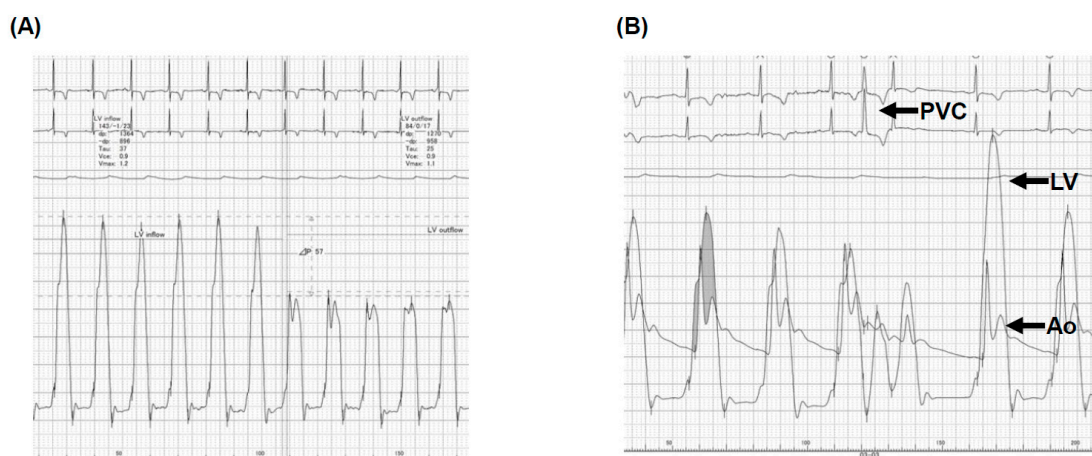 (A)
(B)
LV inflow
143/-1/23
dp: 1364
-dp: 896
Tau: 37
Vce: 0.9
Vmax: 1.2
LV outflow
84/0/17
dp: 1270
-dp: 958
Tau: 25
Vce: 0.9
Vmax: 1.1
LV inflow
LV outflow
⊿P 57
50
100
150
PVC
LV
Ao
50
100
150
200